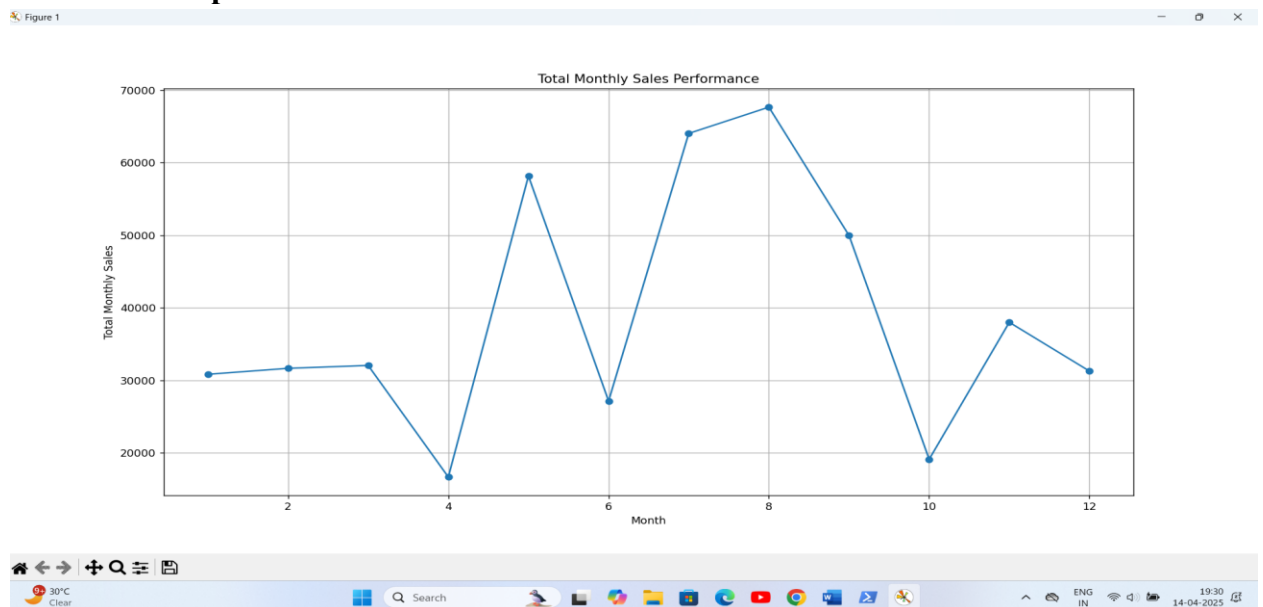 Figure 1
Total Monthly Sales Performance
70000
60000
50000
40000
30000
20000
Total Monthly Sales
2 4 6 8 10 12
Month
9+ 30°C
Clear
Search
ENG
IN
19:30
14-04-2025